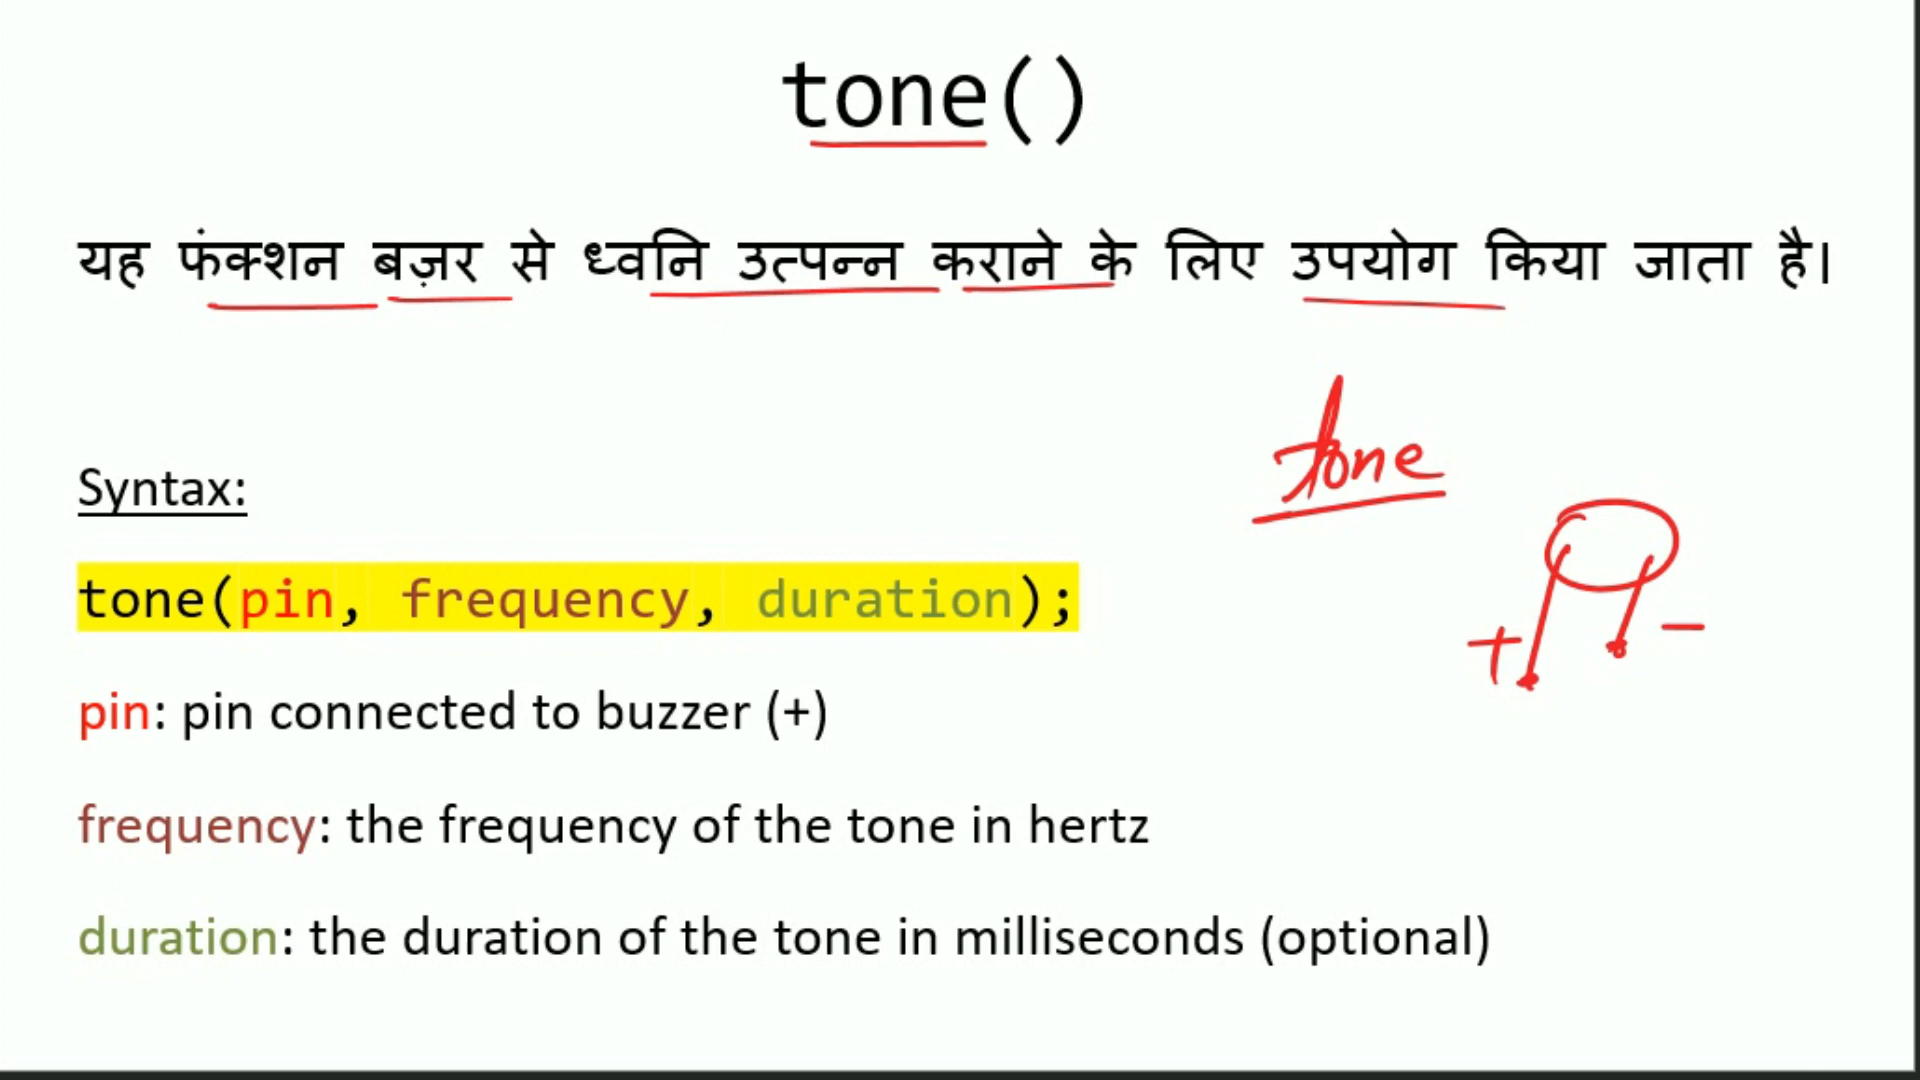 tone()
यह फंक्शन बज़र से ध्वनि उत्पन्न कराने के लिए उपयोग किया जाता है।
tone
Syntax:
tone(pin, frequency, duration);
+ -
pin: pin connected to buzzer (+)
frequency: the frequency of the tone in hertz
duration: the duration of the tone in milliseconds (optional)